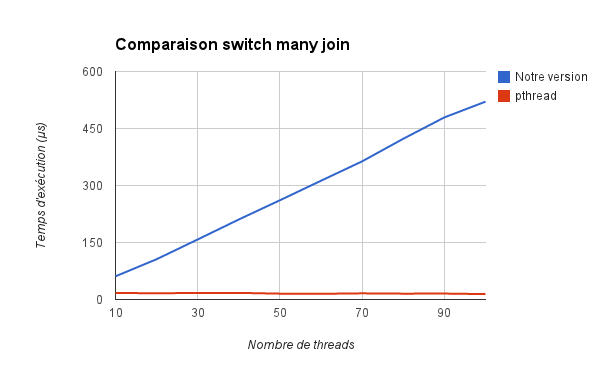 Comparaison switch many join
600
450
300
150
0
10
30
50
70
90
Temps d'exécution (µs)
Nombre de threads
Notre version
pthread